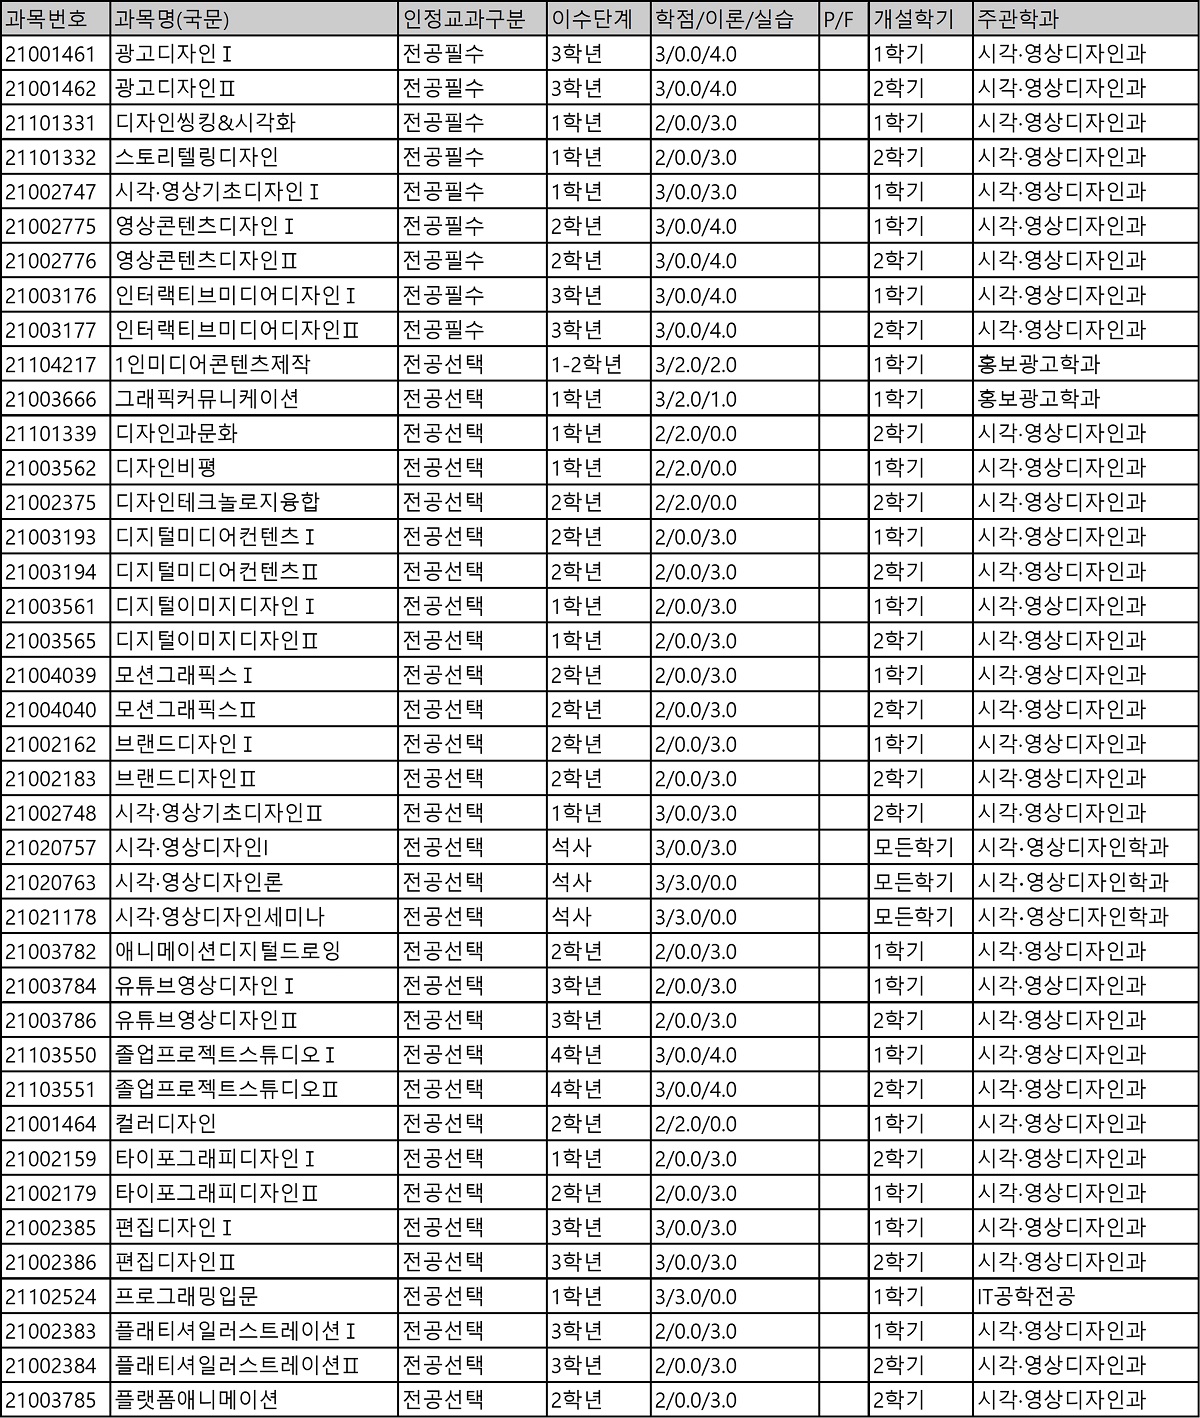 과목번호 과목명(국문) 인정교과구분 이수단계 학점/이론/실습 P/F 개설학기 주관학과
21001461 광고디자인Ⅰ 전공필수 3학년 3/0.0/4.0 1학기 시각·영상디자인과
21001462 광고디자인Ⅱ 전공필수 3학년 3/0.0/4.0 2학기 시각·영상디자인과
21101331 디자인씽킹&시각화 전공필수 1학년 2/0.0/3.0 1학기 시각·영상디자인과
21101332 스토리텔링디자인 전공필수 1학년 2/0.0/3.0 2학기 시각·영상디자인과
21002747 시각·영상기초디자인Ⅰ 전공필수 1학년 3/0.0/3.0 1학기 시각·영상디자인과
21002775 영상콘텐츠디자인Ⅰ 전공필수 2학년 3/0.0/4.0 1학기 시각·영상디자인과
21002776 영상콘텐츠디자인Ⅱ 전공필수 2학년 3/0.0/4.0 2학기 시각·영상디자인과
21003176 인터랙티브미디어디자인Ⅰ 전공필수 3학년 3/0.0/4.0 1학기 시각·영상디자인과
21003177 인터랙티브미디어디자인Ⅱ 전공필수 3학년 3/0.0/4.0 2학기 시각·영상디자인과
21104217 1인미디어콘텐츠제작 전공선택 1-2학년 3/2.0/2.0 1학기 홍보광고학과
21003666 그래픽커뮤니케이션 전공선택 1학년 3/2.0/1.0 1학기 홍보광고학과
21101339 디자인과문화 전공선택 1학년 2/2.0/0.0 2학기 시각·영상디자인과
21003562 디자인비평 전공선택 1학년 2/2.0/0.0 1학기 시각·영상디자인과
21002375 디자인테크놀로지융합 전공선택 2학년 2/2.0/0.0 2학기 시각·영상디자인과
21003193 디지털미디어컨텐츠Ⅰ 전공선택 2학년 2/0.0/3.0 1학기 시각·영상디자인과
21003194 디지털미디어컨텐츠Ⅱ 전공선택 2학년 2/0.0/3.0 2학기 시각·영상디자인과
21003561 디지털이미지디자인Ⅰ 전공선택 1학년 2/0.0/3.0 1학기 시각·영상디자인과
21003565 디지털이미지디자인Ⅱ 전공선택 1학년 2/0.0/3.0 2학기 시각·영상디자인과
21004039 모션그래픽스Ⅰ 전공선택 2학년 2/0.0/3.0 1학기 시각·영상디자인과
21004040 모션그래픽스Ⅱ 전공선택 2학년 2/0.0/3.0 2학기 시각·영상디자인과
21002162 브랜드디자인Ⅰ 전공선택 2학년 2/0.0/3.0 1학기 시각·영상디자인과
21002183 브랜드디자인Ⅱ 전공선택 2학년 2/0.0/3.0 2학기 시각·영상디자인과
21002748 시각·영상기초디자인Ⅱ 전공선택 1학년 3/0.0/3.0 2학기 시각·영상디자인과
21020757 시각·영상디자인I 전공선택 석사 3/0.0/3.0 모든학기 시각·영상디자인학과
21020763 시각·영상디자인론 전공선택 석사 3/3.0/0.0 모든학기 시각·영상디자인학과
21021178 시각·영상디자인세미나 전공선택 석사 3/3.0/0.0 모든학기 시각·영상디자인학과
21003782 애니메이션디지털드로잉 전공선택 2학년 2/0.0/3.0 1학기 시각·영상디자인과
21003784 유튜브영상디자인Ⅰ 전공선택 3학년 2/0.0/3.0 1학기 시각·영상디자인과
21003786 유튜브영상디자인Ⅱ 전공선택 3학년 2/0.0/3.0 2학기 시각·영상디자인과
21103550 졸업프로젝트스튜디오Ⅰ 전공선택 4학년 3/0.0/4.0 1학기 시각·영상디자인과
21103551 졸업프로젝트스튜디오Ⅱ 전공선택 4학년 3/0.0/4.0 2학기 시각·영상디자인과
21001464 컬러디자인 전공선택 2학년 2/2.0/0.0 1학기 시각·영상디자인과
21002159 타이포그래피디자인Ⅰ 전공선택 1학년 2/0.0/3.0 2학기 시각·영상디자인과
21002179 타이포그래피디자인Ⅱ 전공선택 2학년 2/0.0/3.0 1학기 시각·영상디자인과
21002385 편집디자인Ⅰ 전공선택 3학년 3/0.0/3.0 1학기 시각·영상디자인과
21002386 편집디자인Ⅱ 전공선택 3학년 3/0.0/3.0 2학기 시각·영상디자인과
21102524 프로그래밍입문 전공선택 1학년 3/3.0/0.0 1학기 IT공학전공
21002383 플래티셔일러스트레이션Ⅰ 전공선택 3학년 2/0.0/3.0 1학기 시각·영상디자인과
21002384 플래티셔일러스트레이션Ⅱ 전공선택 3학년 2/0.0/3.0 2학기 시각·영상디자인과
21003785 플랫폼애니메이션 전공선택 2학년 2/0.0/3.0 2학기 시각·영상디자인과